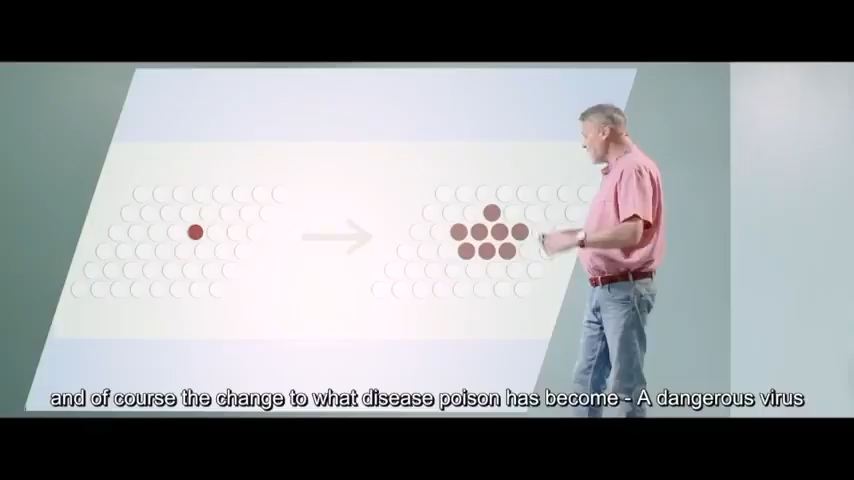 and of course the change to what disease poison has become - A dangerous virus